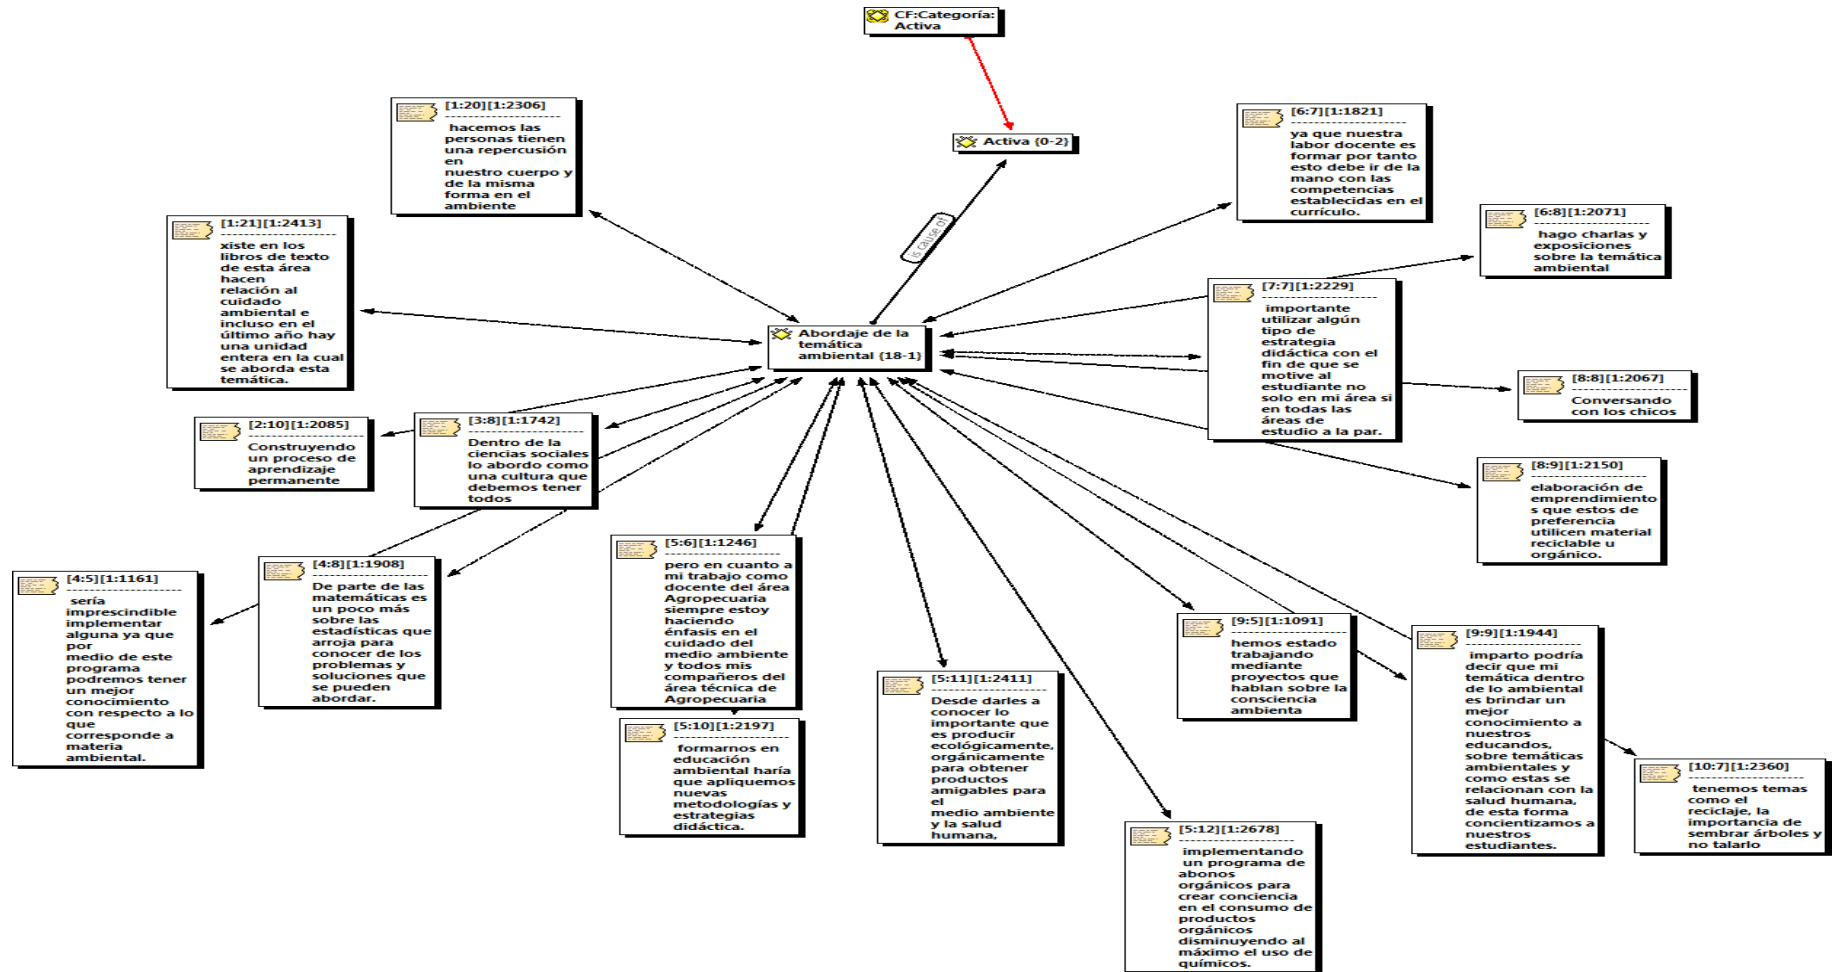 CF:Categoría:
Activa
Activa {0-2}
is cause of
Abordaje de la
temática
ambiental {18-1}
[1:20][1:2306]
hacemos las
personas tienen
una repercusión
en
nuestro cuerpo y
de la misma
forma en el
ambiente
[6:7][1:1821]
ya que nuestra
labor docente es
formar por tanto
esto debe ir de la
mano con las
competencias
establecidas en el
currículo.
[1:21][1:2413]
xiste en los
libros de texto
de esta área
hacen
relación al
cuidado
ambiental e
incluso en el
último año hay
una unidad
entera en la cual
se aborda esta
temática.
[6:8][1:2071]
hago charlas y
exposiciones
sobre la temática
ambiental
[7:7][1:2229]
importante
utilizar algún
tipo de
estrategia
didáctica con el
fin de que se
motive al
estudiante no
solo en mi área si
en todas las
áreas de
estudio a la par.
[8:8][1:2067]
Conversando
con los chicos
[2:10][1:2085]
Construyendo
un proceso de
aprendizaje
permanente
[3:8][1:1742]
Dentro de la
ciencias sociales
lo abordo como
una cultura que
debemos tener
todos
[8:9][1:2150]
elaboración de
emprendimiento
s que estos de
preferencia
utilicen material
reciclable u
orgánico.
[4:5][1:1161]
sería
imprescindible
implementar
alguna ya que
por
medio de este
programa
podremos tener
un mejor
conocimiento
con respecto a lo
que
corresponde a
materia
ambiental.
[4:8][1:1908]
De parte de las
matemáticas es
un poco más
sobre las
estadísticas que
arroja para
conocer de los
problemas y
soluciones que
se pueden
abordar.
[5:6][1:1246]
pero en cuanto a
mi trabajo como
docente del área
Agropecuaria
siempre estoy
haciendo
énfasis en el
cuidado del
medio ambiente
y todos mis
compañeros del
área técnica de
Agropecuaria
[5:10][1:2197]
formarnos en
educación
ambiental haría
que apliquemos
nuevas
metodologías y
estrategias
didáctica.
[5:11][1:2411]
Desde darles a
conocer lo
importante que
es producir
ecológicamente,
orgánicamente
para obtener
productos
amigables para
el
medio ambiente
y la salud
humana,
[5:12][1:2678]
implementando
un programa de
abonos
orgánicos para
crear conciencia
en el consumo de
productos
orgánicos
disminuyendo al
máximo el uso de
químicos.
[9:5][1:1091]
hemos estado
trabajando
mediante
proyectos que
hablan sobre la
consciencia
ambienta
[9:9][1:1944]
imparto podría
decir que mi
temática dentro
de lo ambiental
es brindar un
mejor
conocimiento a
nuestros
educandos,
sobre temáticas
ambientales y
como estas se
relacionan con la
salud humana,
de esta forma
concientizamos a
nuestros
estudiantes.
[10:7][1:2360]
tenemos temas
como el
reciclaje, la
importancia de
sembrar árboles y
no talarlo